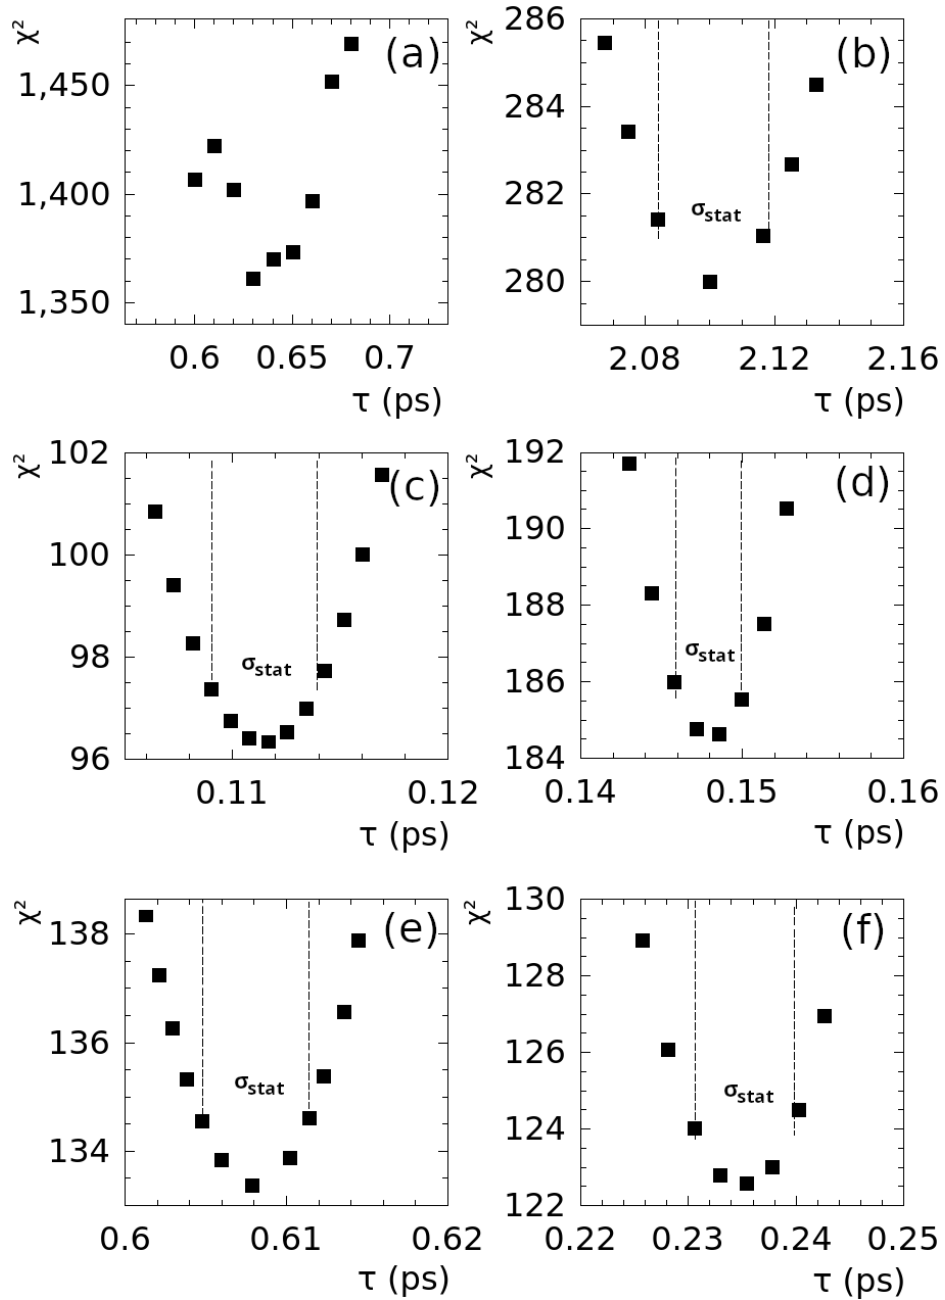 χ² (a)
1,450
1,400
1,350
0.6 0.65 0.7
τ (ps)
χ² 286 (b)
284
282
σstat
280
2.08 2.12 2.16
τ (ps)
χ² 102 (c)
100
98
σstat
96
0.11 0.12
τ (ps)
χ² 192 (d)
190
188
σstat
186
184
0.14 0.15 0.16
τ (ps)
χ² (e)
138
136
σstat
134
0.6 0.61 0.62
τ (ps)
χ² 130 (f)
128
126
σstat
124
122
0.22 0.23 0.24 0.25
τ (ps)